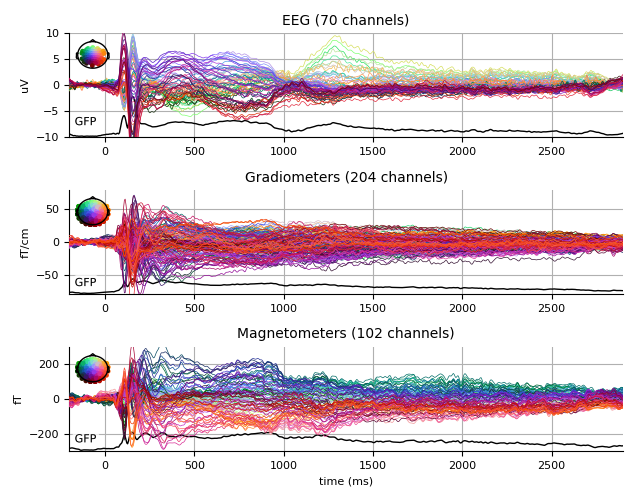 EEG (70 channels)
10
5
0
−5
−10
uV
GFP
0 500 1000 1500 2000 2500
Gradiometers (204 channels)
50
0
−50
fT/cm
GFP
0 500 1000 1500 2000 2500
Magnetometers (102 channels)
200
0
−200
fT
GFP
0 500 1000 1500 2000 2500
time (ms)